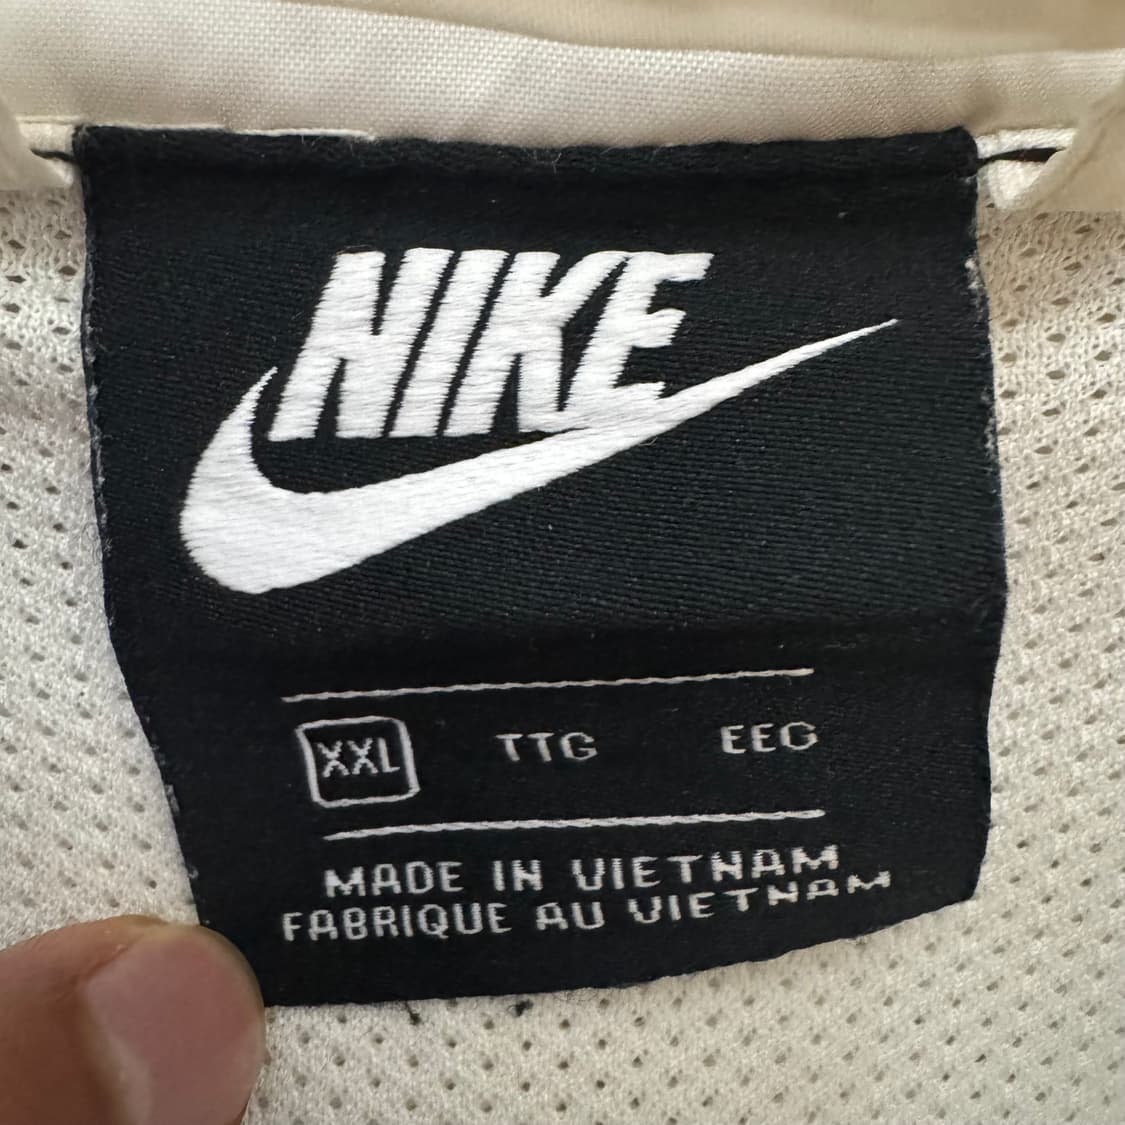 NIKE
XXL TTG EEG
MADE IN VIETNAM
FABRIQUE AU VIETNAM